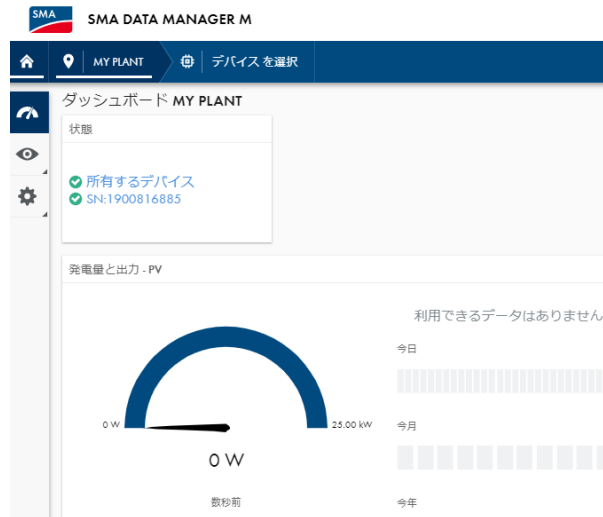 SMA
SMA DATA MANAGER M
MY PLANT
デバイス を選択
ダッシュボード MY PLANT
状態
所有するデバイス
SN:1900816885
発電量と出力 - PV
利用できるデータはありません
今日
0 W
25.00 kW
今月
0 W
数秒前
今年